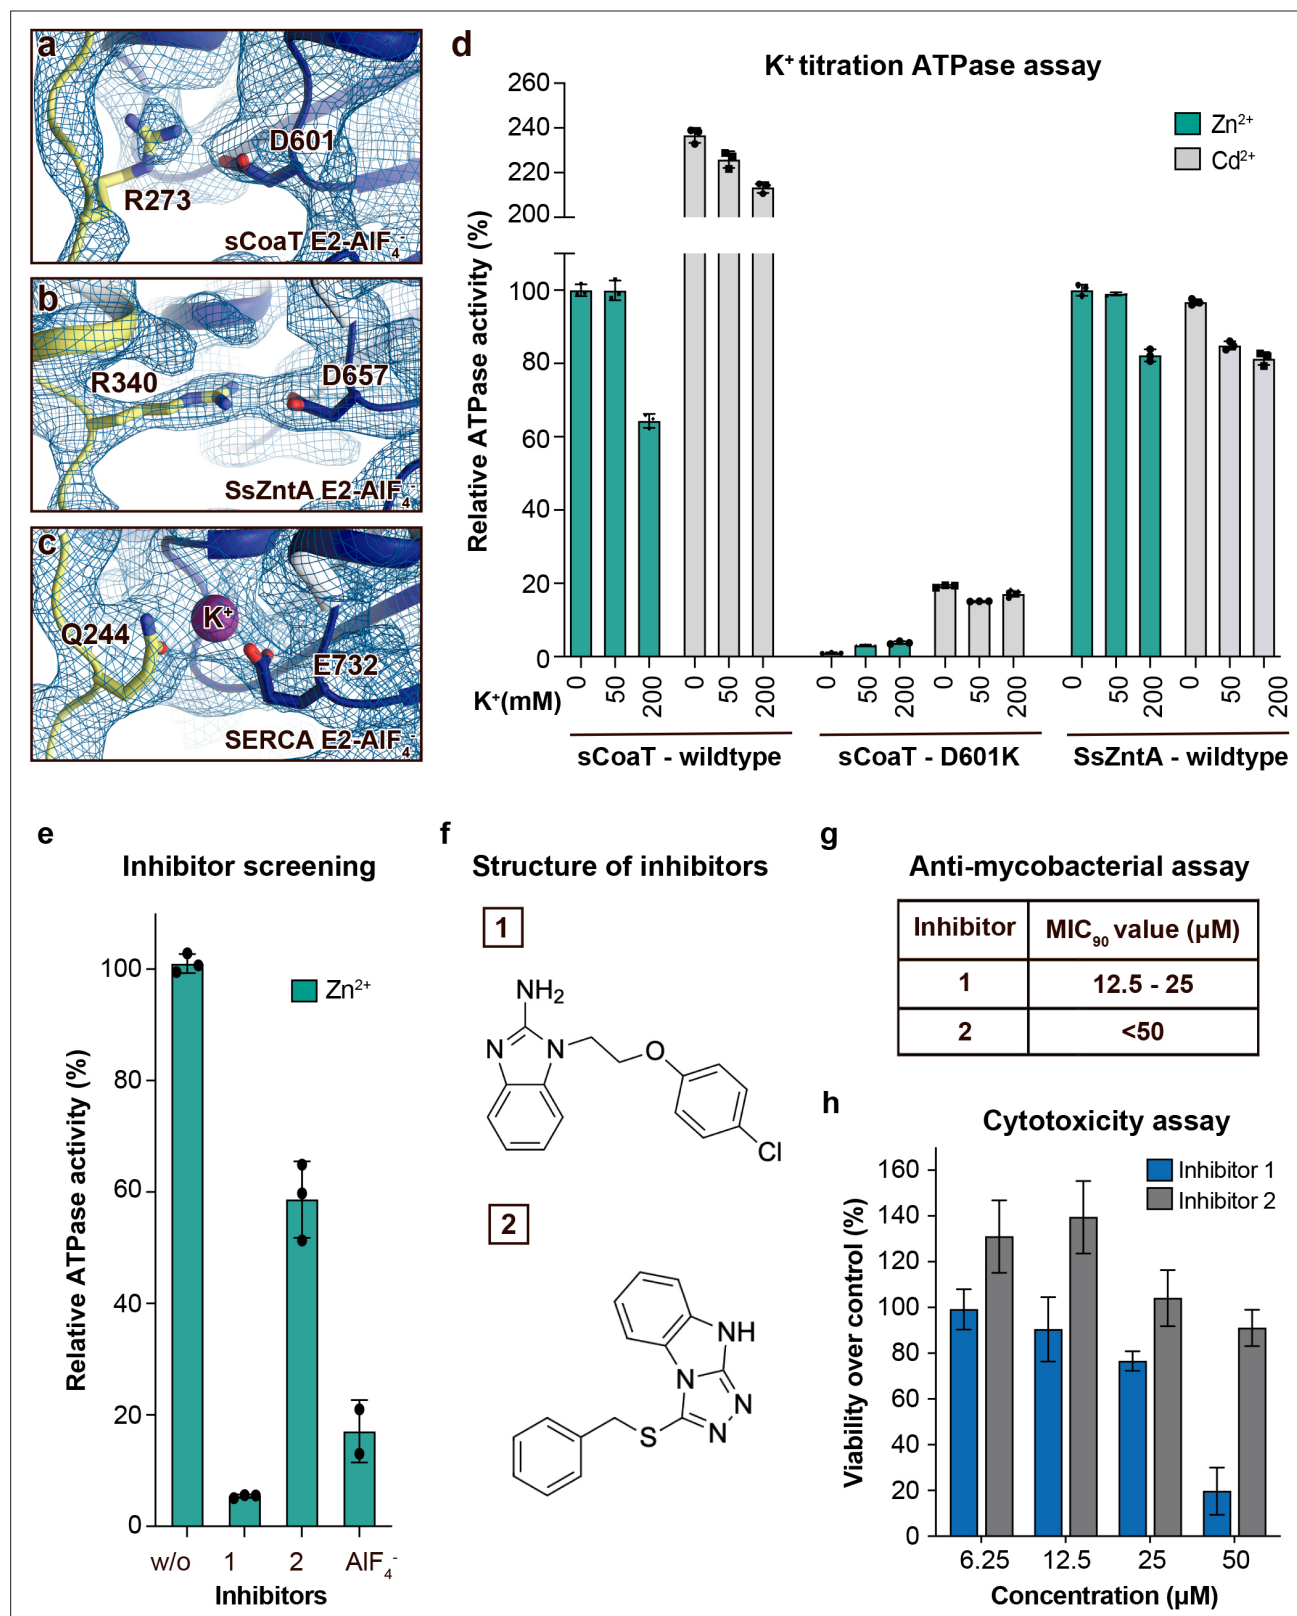 a
D601
R273
sCoaT E2-AlF₄⁻
b
R340
D657
SsZntA E2-AlF₄⁻
c
K⁺
Q244
E732
SERCA E2-AlF₄⁻
d
K⁺ titration ATPase assay
Zn²⁺
Cd²⁺
Relative ATPase activity (%)
260
240
220
200
100
80
60
40
20
0
K⁺(mM)
0 50 200 0 50 200 0 50 200 0 50 200 0 50 200 0 50 200
sCoaT - wildtype
sCoaT - D601K
SsZntA - wildtype
e
Inhibitor screening
Zn²⁺
Relative ATPase activity (%)
100
80
60
40
20
0
w/o 1 2 AlF₄⁻
Inhibitors
f
Structure of inhibitors
1
NH₂
N
N
O
Cl
2
NH
N
N
N
S
g
Anti-mycobacterial assay
Inhibitor MIC₉₀ value (µM)
1 12.5 - 25
2 <50
h
Cytotoxicity assay
Inhibitor 1
Inhibitor 2
Viability over control (%)
160
140
120
100
80
60
40
20
0
6.25 12.5 25 50
Concentration (µM)